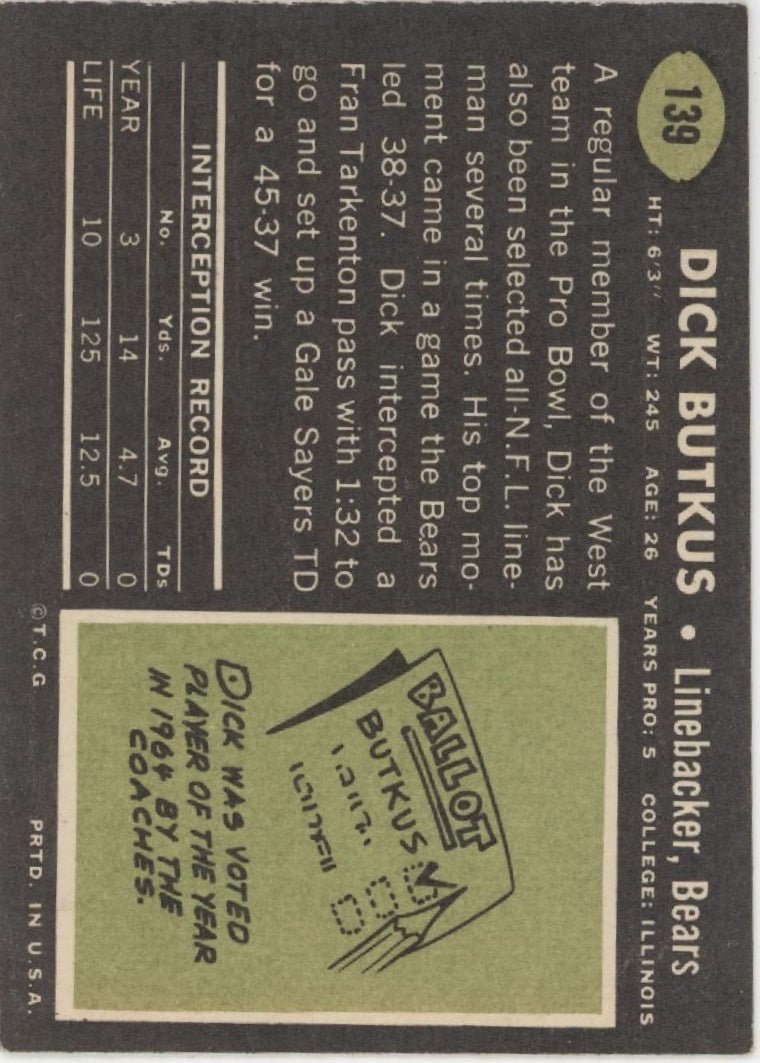 139
DICK BUTKUS • Linebacker, Bears
HT: 6'3" WT: 245 AGE: 26 YEARS PRO: 5 COLLEGE: ILLINOIS
A regular member of the West
team in the Pro Bowl, Dick has
also been selected all-N.F.L. line-
man several times. His top mo-
ment came in a game the Bears
led 38-37. Dick intercepted a
Fran Tarkenton pass with 1:32 to
go and set up a Gale Sayers TD
for a 45-37 win.
INTERCEPTION RECORD
No. Yds. Avg. TDs
YEAR 3 14 4.7 0
LIFE 10 125 12.5 0
BALLOT
BUTKUS
DICK WAS VOTED
PLAYER OF THE YEAR
IN 1964 BY THE
COACHES.
©T.C.G PRTD. IN U.S.A.